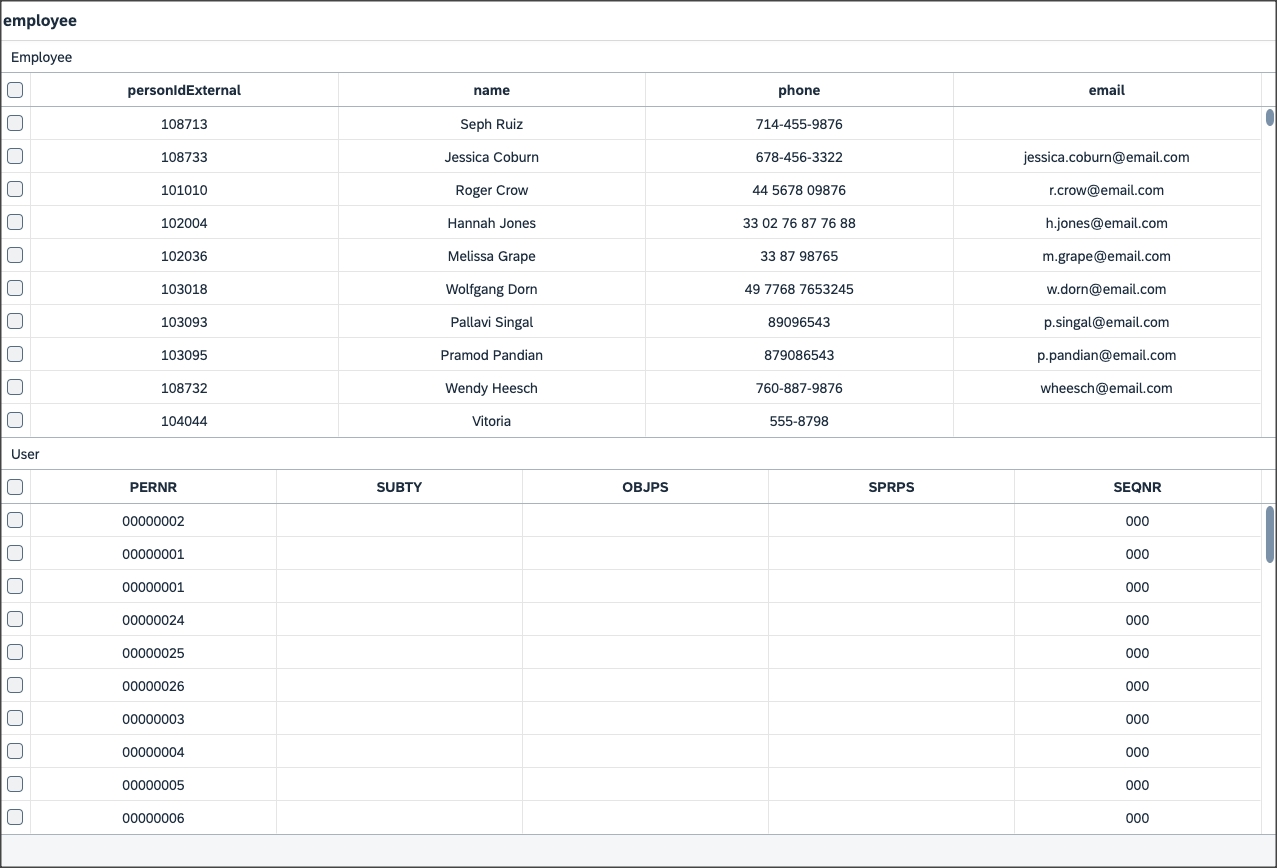 employee
Employee
personIdExternal name phone email
108713 Seph Ruiz 714-455-9876
108733 Jessica Coburn 678-456-3322 jessica.coburn@email.com
101010 Roger Crow 44 5678 09876 r.crow@email.com
102004 Hannah Jones 33 02 76 87 76 88 h.jones@email.com
102036 Melissa Grape 33 87 98765 m.grape@email.com
103018 Wolfgang Dorn 49 7768 7653245 w.dorn@email.com
103093 Pallavi Singal 89096543 p.singal@email.com
103095 Pramod Pandian 879086543 p.pandian@email.com
108732 Wendy Heesch 760-887-9876 wheesch@email.com
104044 Vitoria 555-8798
User
PERNR SUBTY OBJPS SPRPS SEQNR
00000002 000
00000001 000
00000001 000
00000024 000
00000025 000
00000026 000
00000003 000
00000004 000
00000005 000
00000006 000